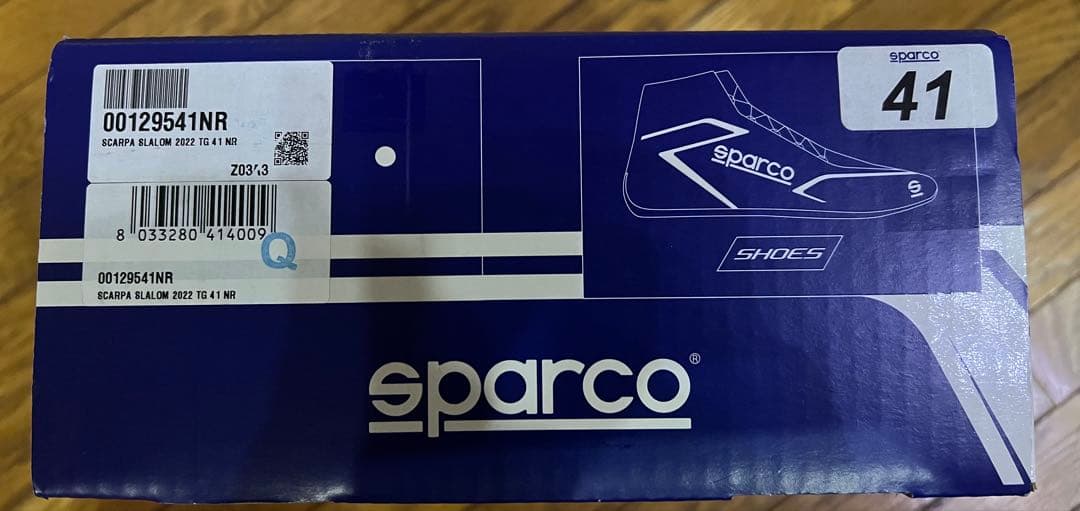 00129541NR
SCARPA SLALOM 2022 TG 41 NR
8 033280 414009
Q
00129541NR
SCARPA SLALOM 2022 TG 41 NR
sparco
41
sparco
S
SHOES
sparco®